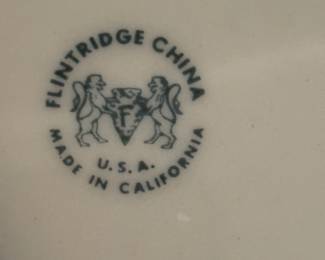 FLINTRIDGE CHINA
F
U.S.A.
MADE IN CALIFORNIA